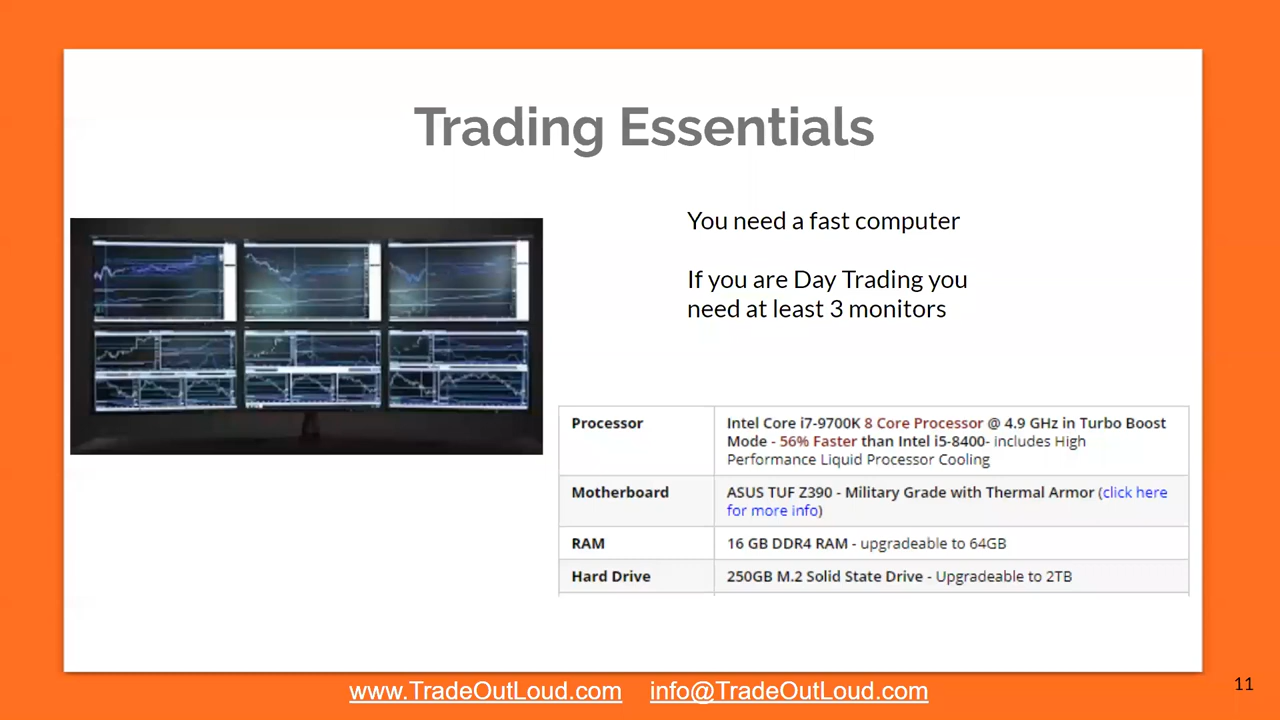 Trading Essentials
You need a fast computer
If you are Day Trading you
need at least 3 monitors
Processor
Intel Core i7-9700K 8 Core Processor @ 4.9 GHz in Turbo Boost
Mode - 56% Faster than Intel i5-8400- includes High
Performance Liquid Processor Cooling
Motherboard
ASUS TUF Z390 - Military Grade with Thermal Armor (click here
for more info)
RAM
16 GB DDR4 RAM - upgradeable to 64GB
Hard Drive
250GB M.2 Solid State Drive - Upgradeable to 2TB
www.TradeOutLoud.com info@TradeOutLoud.com
11